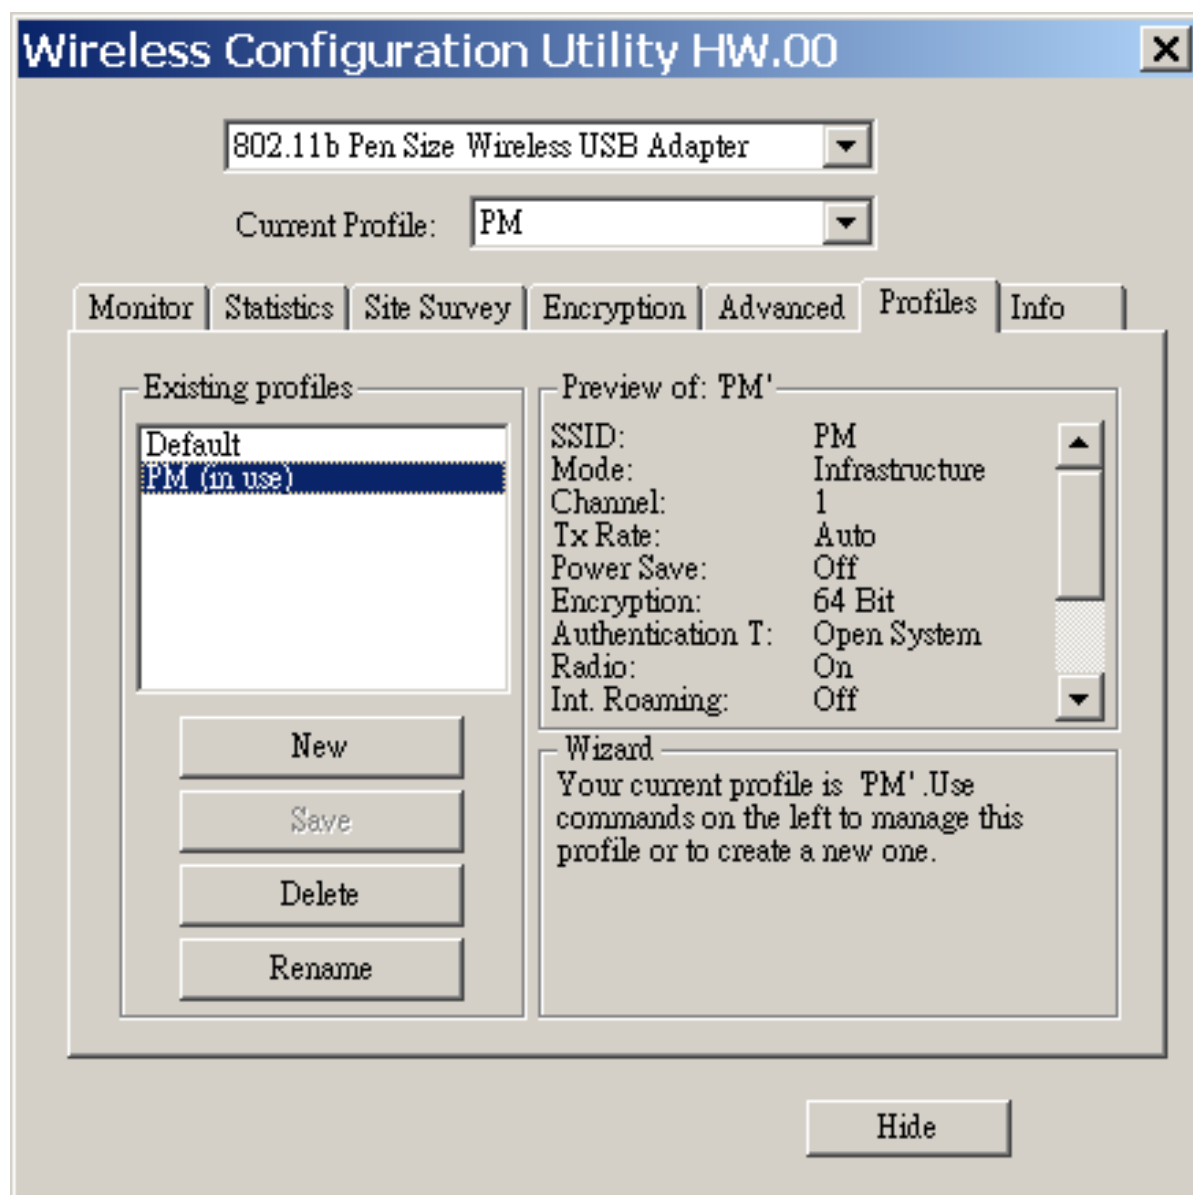 Wireless Configuration Utility HW.00
802.11b Pen Size Wireless USB Adapter
Current Profile: PM
Monitor Statistics Site Survey Encryption Advanced Profiles Info
Existing profiles
Default
PM (in use)
New
Save
Delete
Rename
Preview of: 'PM'
SSID: PM
Mode: Infrastructure
Channel: 1
Tx Rate: Auto
Power Save: Off
Encryption: 64 Bit
Authentication T: Open System
Radio: On
Int. Roaming: Off
Wizard
Your current profile is 'PM'.Use
commands on the left to manage this
profile or to create a new one.
Hide